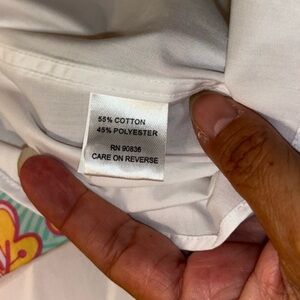 55% COTTON
45% POLYESTER
RN 90836
CARE ON REVERSE